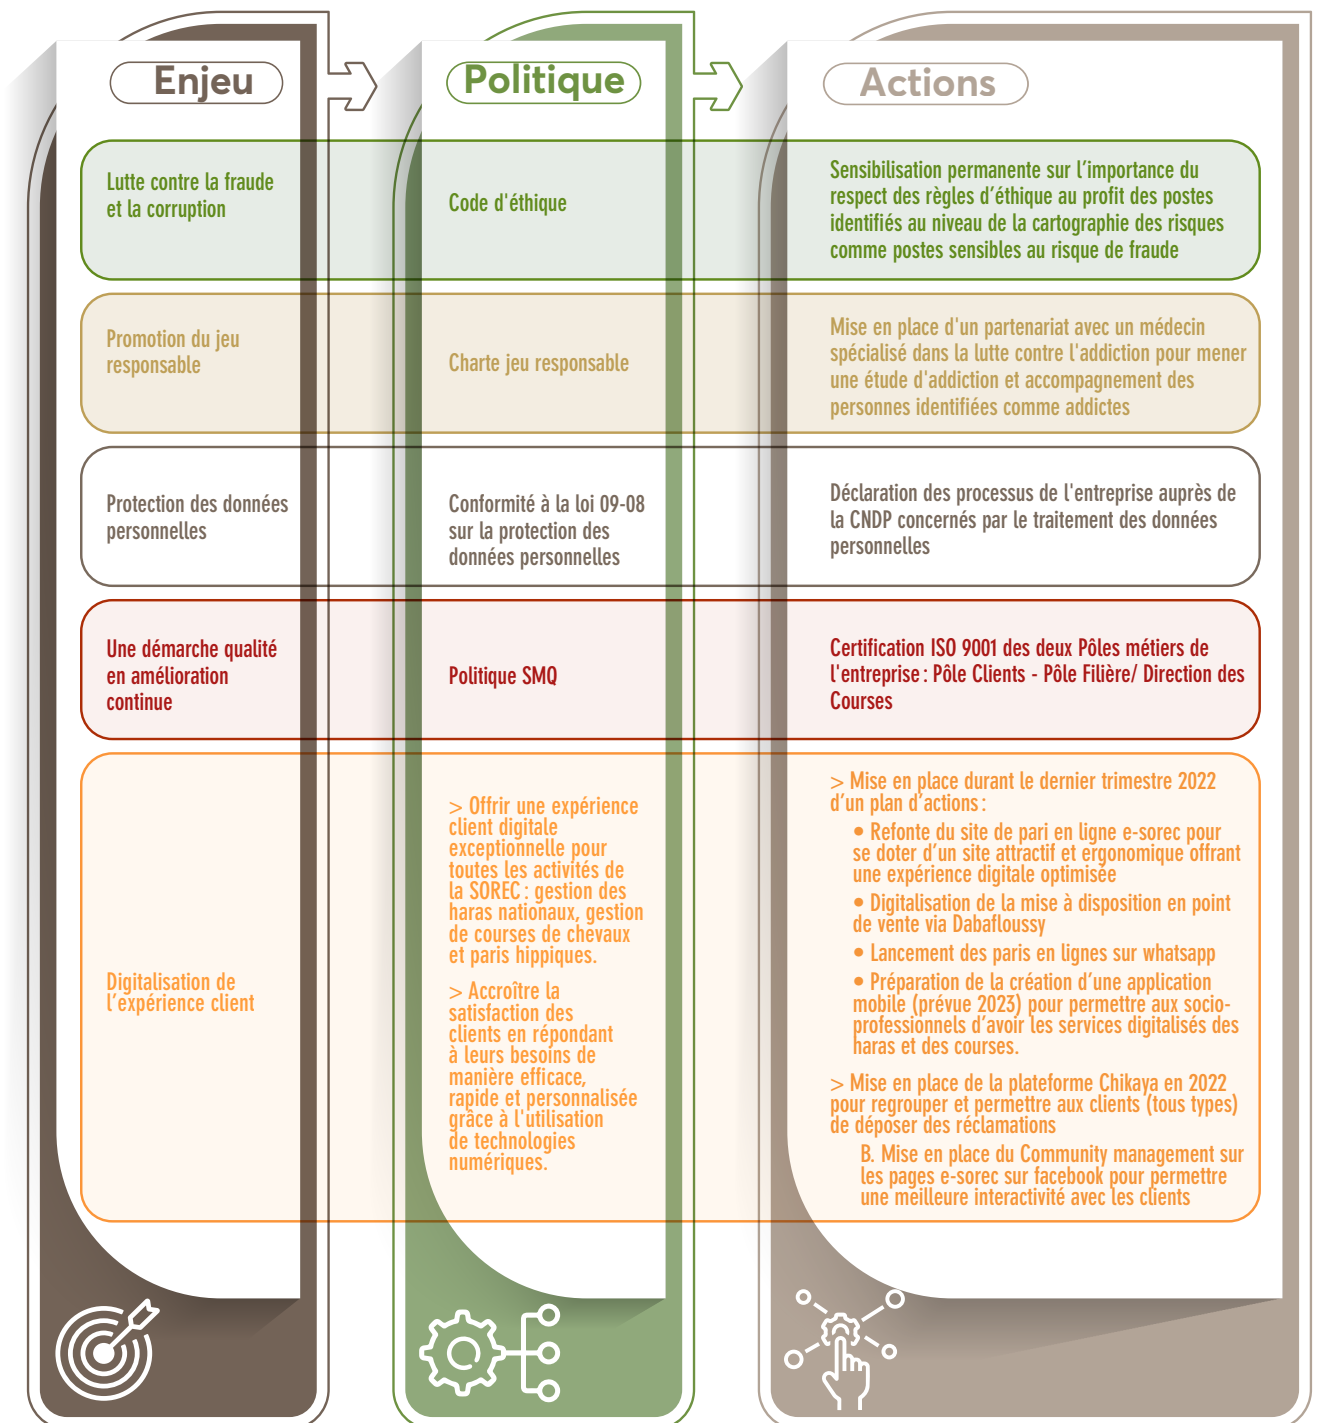 Enjeu
Politique
Actions
Lutte contre la fraude
et la corruption
Code d'éthique
Sensibilisation permanente sur l’importance du
respect des règles d’éthique au profit des postes
identifiés au niveau de la cartographie des risques
comme postes sensibles au risque de fraude
Promotion du jeu
responsable
Charte jeu responsable
Mise en place d'un partenariat avec un médecin
spécialisé dans la lutte contre l'addiction pour mener
une étude d'addiction et accompagnement des
personnes identifiées comme addictes
Protection des données
personnelles
Conformité à la loi 09-08
sur la protection des
données personnelles
Déclaration des processus de l'entreprise auprès de
la CNDP concernés par le traitement des données
personnelles
Une démarche qualité
en amélioration
continue
Politique SMQ
Certification ISO 9001 des deux Pôles métiers de
l'entreprise : Pôle Clients - Pôle Filière/ Direction des
Courses
Digitalisation de
l’expérience client
> Offrir une expérience
client digitale
exceptionnelle pour
toutes les activités de
la SOREC : gestion des
haras nationaux, gestion
de courses de chevaux
et paris hippiques.
> Accroître la
satisfaction des
clients en répondant
à leurs besoins de
manière efficace,
rapide et personnalisée
grâce à l'utilisation
de technologies
numériques.
> Mise en place durant le dernier trimestre 2022
d’un plan d’actions :
• Refonte du site de pari en ligne e-sorec pour
se doter d’un site attractif et ergonomique offrant
une expérience digitale optimisée
• Digitalisation de la mise à disposition en point
de vente via Dabafloussy
• Lancement des paris en lignes sur whatsapp
• Préparation de la création d’une application
mobile (prévue 2023) pour permettre aux socio-
professionnels d’avoir les services digitalisés des
haras et des courses.
> Mise en place de la plateforme Chikaya en 2022
pour regrouper et permettre aux clients (tous types)
de déposer des réclamations
B. Mise en place du Community management sur
les pages e-sorec sur facebook pour permettre
une meilleure interactivité avec les clients